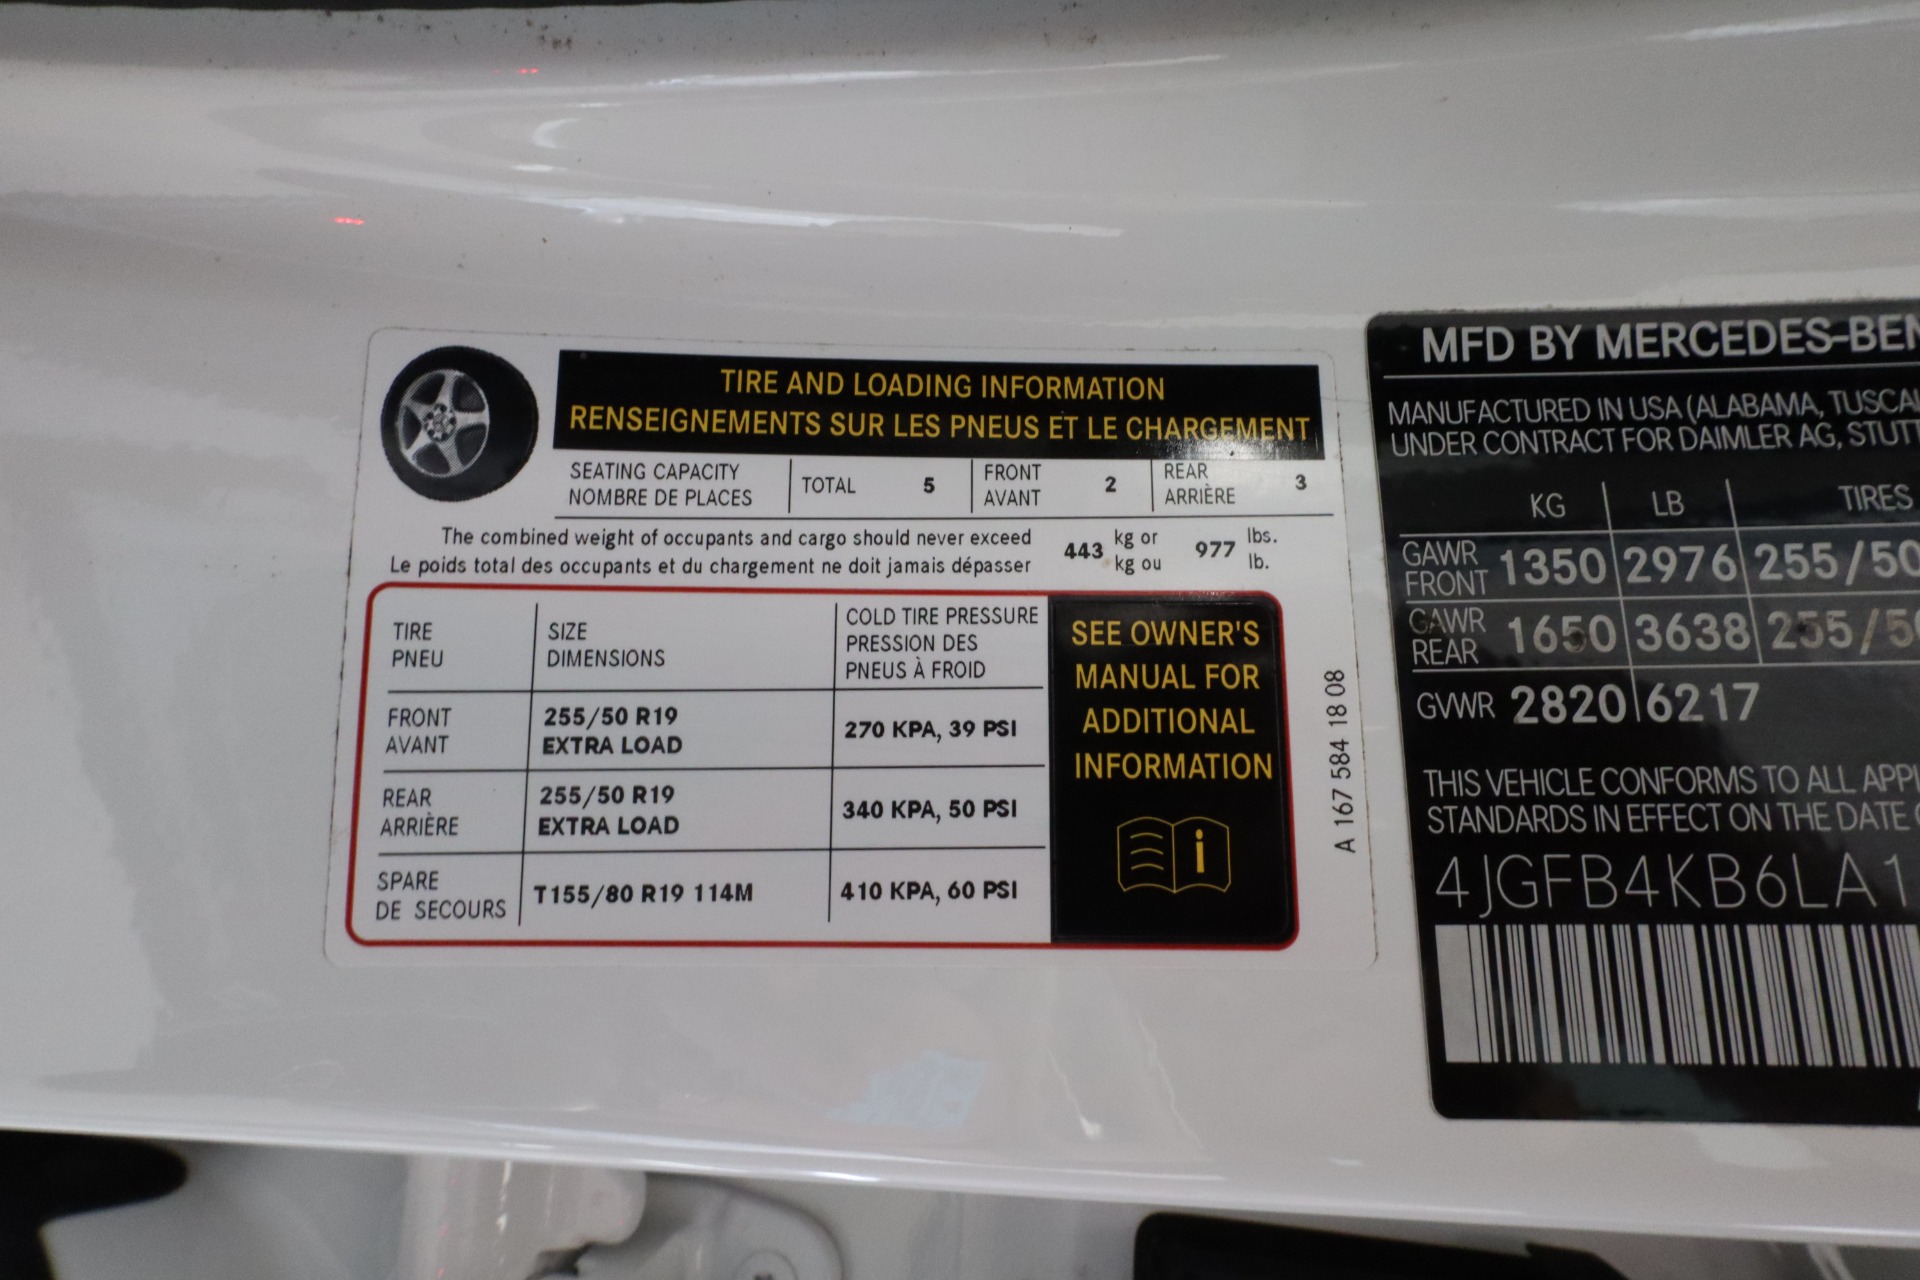 TIRE AND LOADING INFORMATION
RENSEIGNEMENTS SUR LES PNEUS ET LE CHARGEMENT
SEATING CAPACITY
NOMBRE DE PLACES
TOTAL 5
FRONT
AVANT
2
REAR
ARRIÈRE
3
The combined weight of occupants and cargo should never exceed
Le poids total des occupants et du chargement ne doit jamais dépasser
443
kg or
kg ou
977
lbs.
lb.
TIRE
PNEU
SIZE
DIMENSIONS
COLD TIRE PRESSURE
PRESSION DES
PNEUS À FROID
FRONT
AVANT
255/50 R19
EXTRA LOAD
270 KPA, 39 PSI
REAR
ARRIÈRE
255/50 R19
EXTRA LOAD
340 KPA, 50 PSI
SPARE
DE SECOURS
T155/80 R19 114M
410 KPA, 60 PSI
SEE OWNER'S
MANUAL FOR
ADDITIONAL
INFORMATION
A 167 584 18 08
MFD BY MERCEDES-BEN
MANUFACTURED IN USA (ALABAMA, TUSCAL
UNDER CONTRACT FOR DAIMLER AG, STUTT
KG LB TIRES
GAWR
FRONT
1350 2976 255/50
GAWR
REAR
1650 3638 255/50
GVWR 2820 6217
THIS VEHICLE CONFORMS TO ALL APPL
STANDARDS IN EFFECT ON THE DATE
4JGFB4KB6LA1